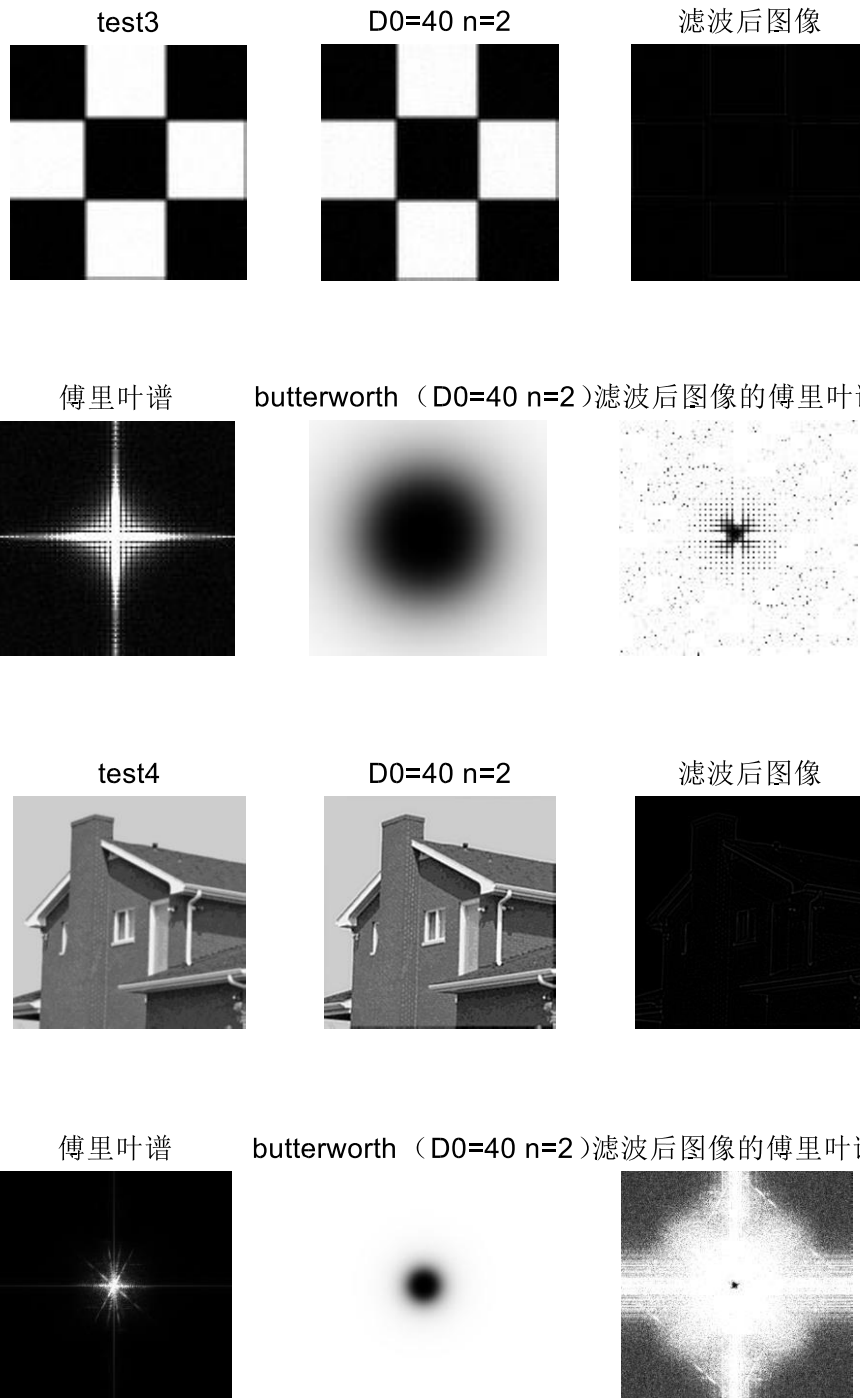 test3
D0=40 n=2
滤波后图像
傅里叶谱
butterworth（D0=40 n=2）
滤波后图像的傅里叶
test4
D0=40 n=2
滤波后图像
傅里叶谱
butterworth（D0=40 n=2）
滤波后图像的傅里叶